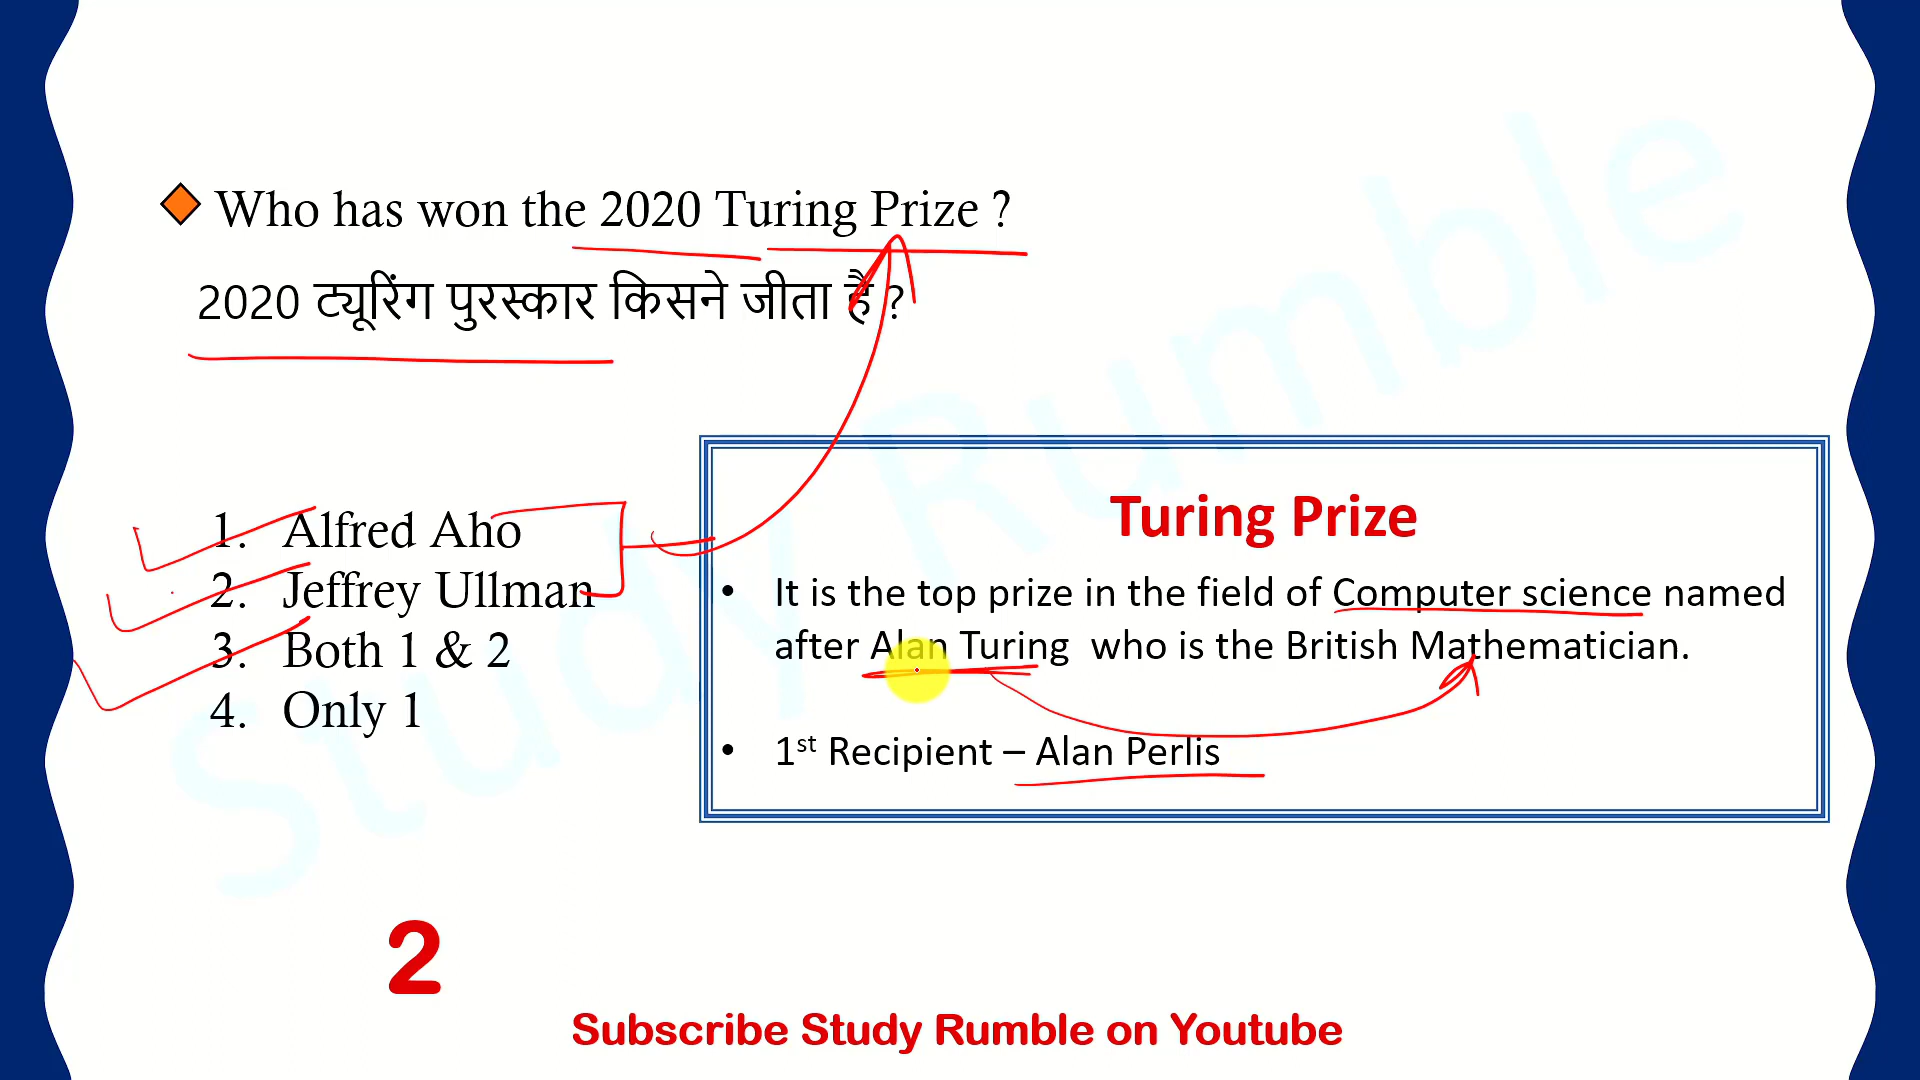 Who has won the 2020 Turing Prize ?
2020 ट्यूरिंग पुरस्कार किसने जीता है ?
1. Alfred Aho
2. Jeffrey Ullman
3. Both 1 & 2
4. Only 1
Turing Prize
• It is the top prize in the field of Computer science named
after Alan Turing who is the British Mathematician.
• 1st Recipient – Alan Perlis
Study Rumble
2
Subscribe Study Rumble on Youtube